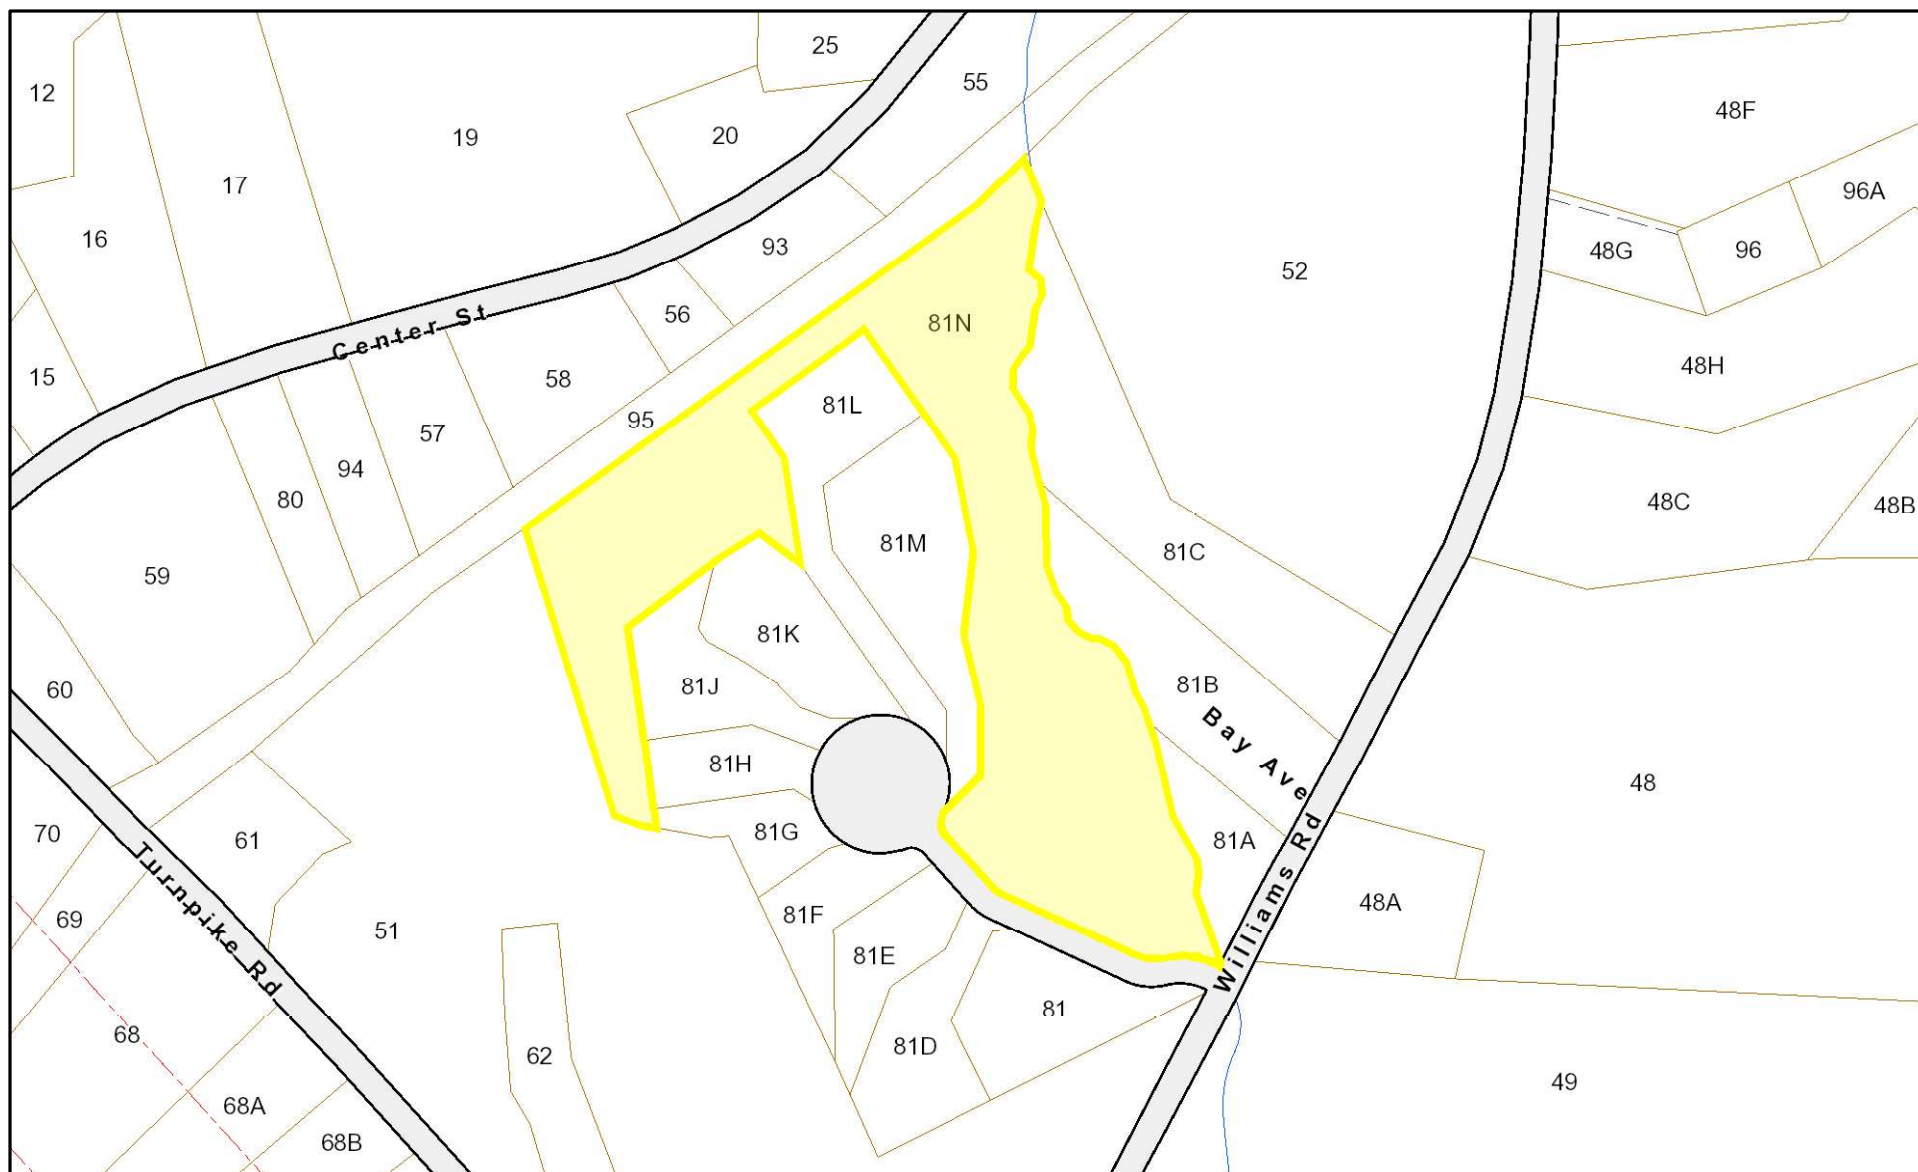 25
12
55
48F
20
19
17
96A
16
93
48G
96
52
56
81N
Center St
15
58
48H
81L
95
57
94
80
48C
48B
81M
81C
59
81K
60
81J
81B
Bay Ave
81H
48
70
61
81G
81A
Williams Rd
Turnpike Rd
48A
69
81F
51
81E
81
68
81D
62
49
68A
68B